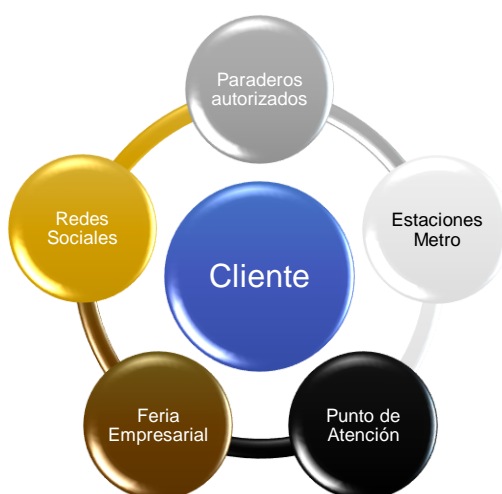 Paraderos
autorizados
Estaciones
Metro
Punto de
Atención
Feria
Empresarial
Redes
Sociales
Cliente